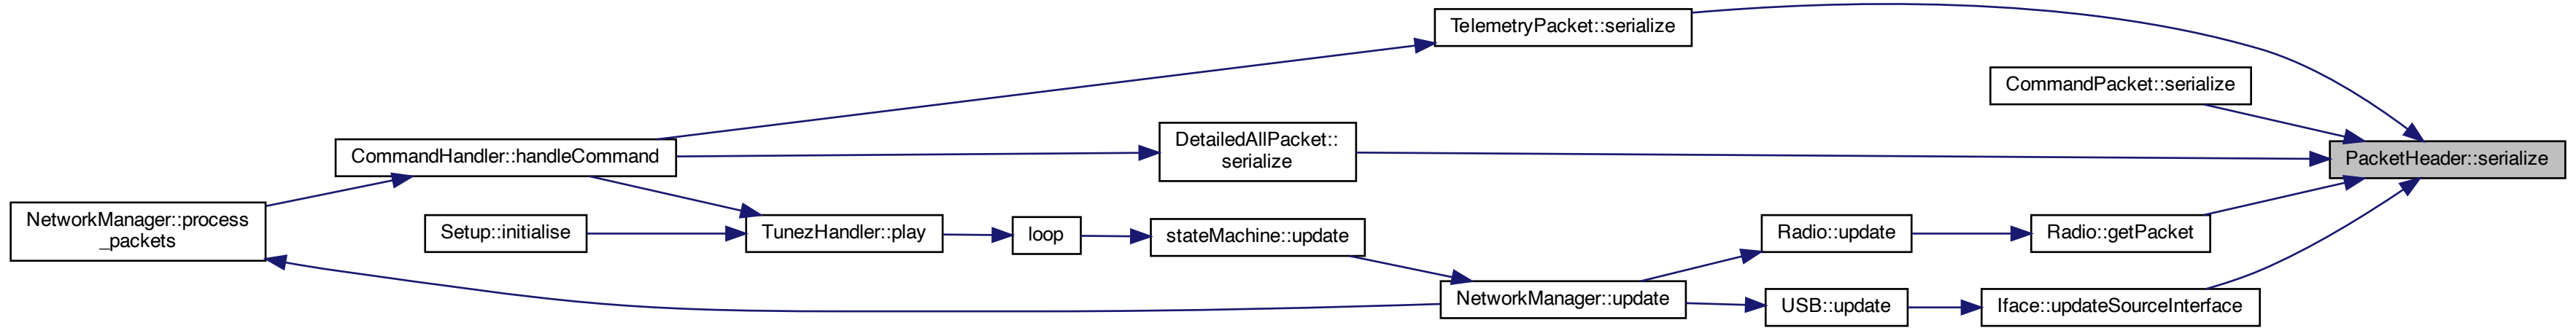 TelemetryPacket::serialize
CommandPacket::serialize
DetailedAllPacket::
serialize
CommandHandler::handleCommand
PacketHeader::serialize
NetworkManager::process
_packets
Setup::initialise
TunezHandler::play
loop
stateMachine::update
Radio::update
Radio::getPacket
NetworkManager::update
USB::update
Iface::updateSourceInterface